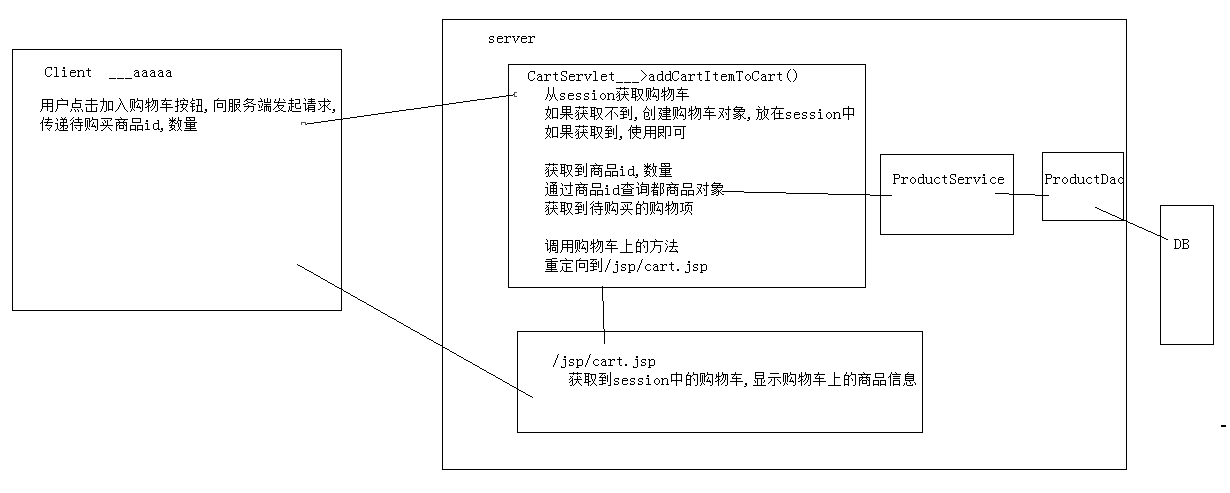 server
Client ___aaaaa
用户点击加入购物车按钮,向服务端发起请求,
传递待购买商品id,数量
CartServlet___>addCartItemToCart()
从session获取购物车
如果获取不到,创建购物车对象,放在session中
如果获取到,使用即可
获取到商品id,数量
通过商品id查询都商品对象
获取到待购买的购物项
调用购物车上的方法
重定向到/jsp/cart.jsp
ProductService
ProductDao
DB
/jsp/cart.jsp
获取到session中的购物车,显示购物车上的商品信息